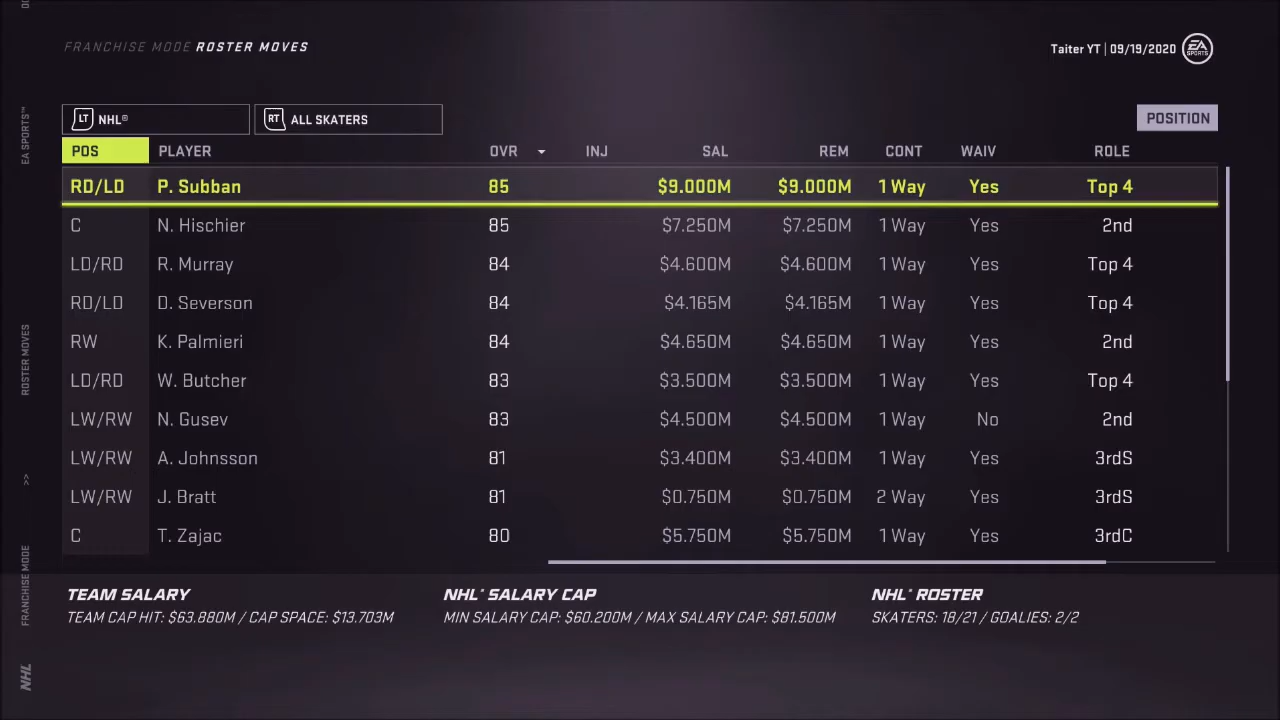 FRANCHISE MODE ROSTER MOVES
Taiter YT | 09/19/2020 EA SPORTS
LT NHL® RT ALL SKATERS POSITION
POS PLAYER OVR INJ SAL REM CONT WAIV ROLE
RD/LD P. Subban 85 $9.000M $9.000M 1 Way Yes Top 4
C N. Hischier 85 $7.250M $7.250M 1 Way Yes 2nd
LD/RD R. Murray 84 $4.600M $4.600M 1 Way Yes Top 4
RD/LD D. Severson 84 $4.165M $4.165M 1 Way Yes Top 4
RW K. Palmieri 84 $4.650M $4.650M 1 Way Yes 2nd
LD/RD W. Butcher 83 $3.500M $3.500M 1 Way Yes Top 4
LW/RW N. Gusev 83 $4.500M $4.500M 1 Way No 2nd
LW/RW A. Johnsson 81 $3.400M $3.400M 1 Way Yes 3rdS
LW/RW J. Bratt 81 $0.750M $0.750M 2 Way Yes 3rdS
C T. Zajac 80 $5.750M $5.750M 1 Way Yes 3rdC
TEAM SALARY
TEAM CAP HIT: $63.880M / CAP SPACE: $13.703M
NHL® SALARY CAP
MIN SALARY CAP: $60.200M / MAX SALARY CAP: $81.500M
NHL® ROSTER
SKATERS: 18/21 / GOALIES: 2/2
NHL FRANCHISE MODE >> ROSTER MOVES EA SPORTS™